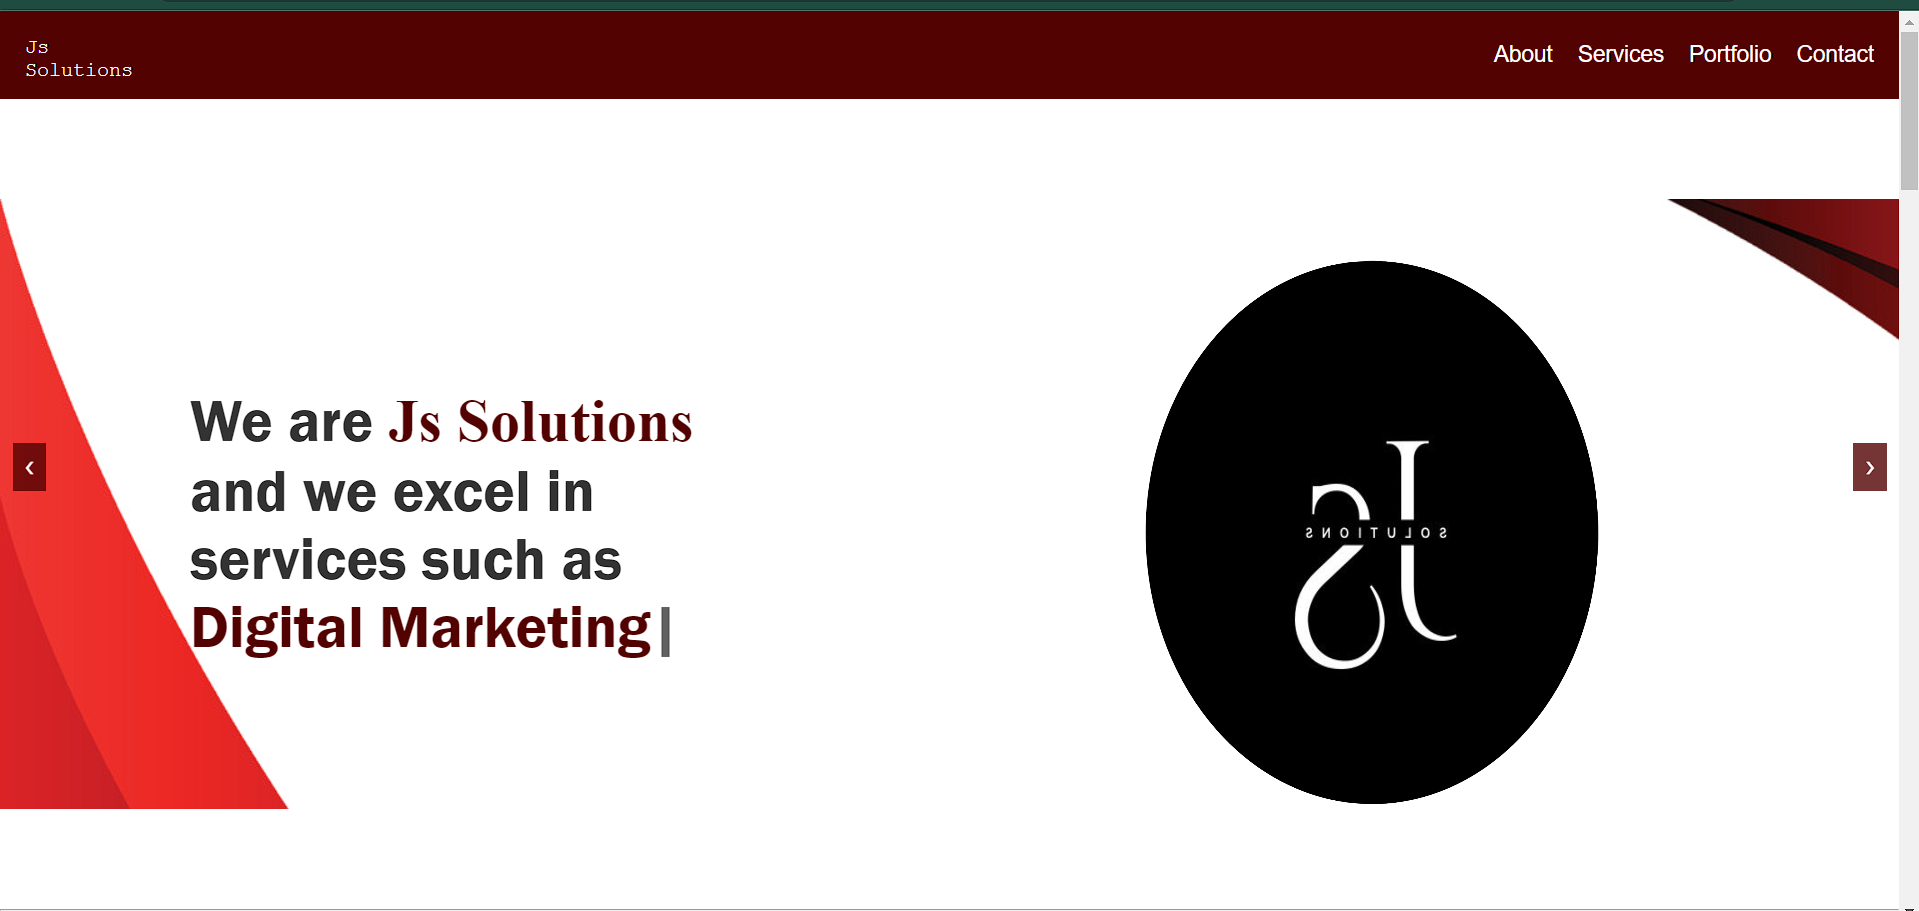 Js
Solutions
About Services Portfolio Contact
We are Js Solutions
and we excel in
services such as
Digital Marketing|
‹
›
JS
SOLUTIONS